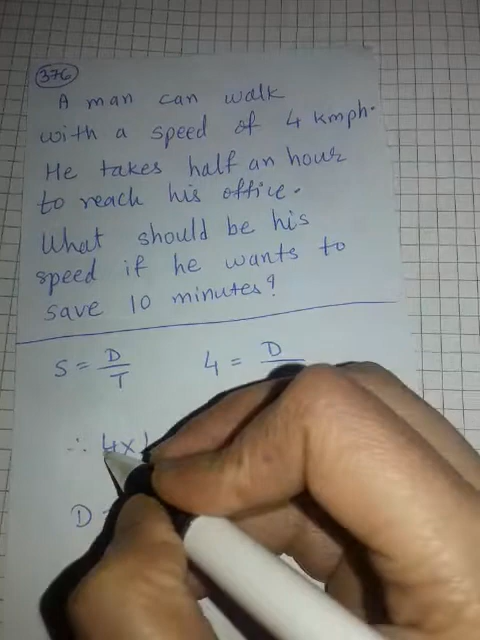 376
A man can walk
with a speed of 4 kmph.
He takes half an hour
to reach his office.
What should be his
speed if he wants to
save 10 minutes?
S = D/T 4 = D/
∴ 4×
D =